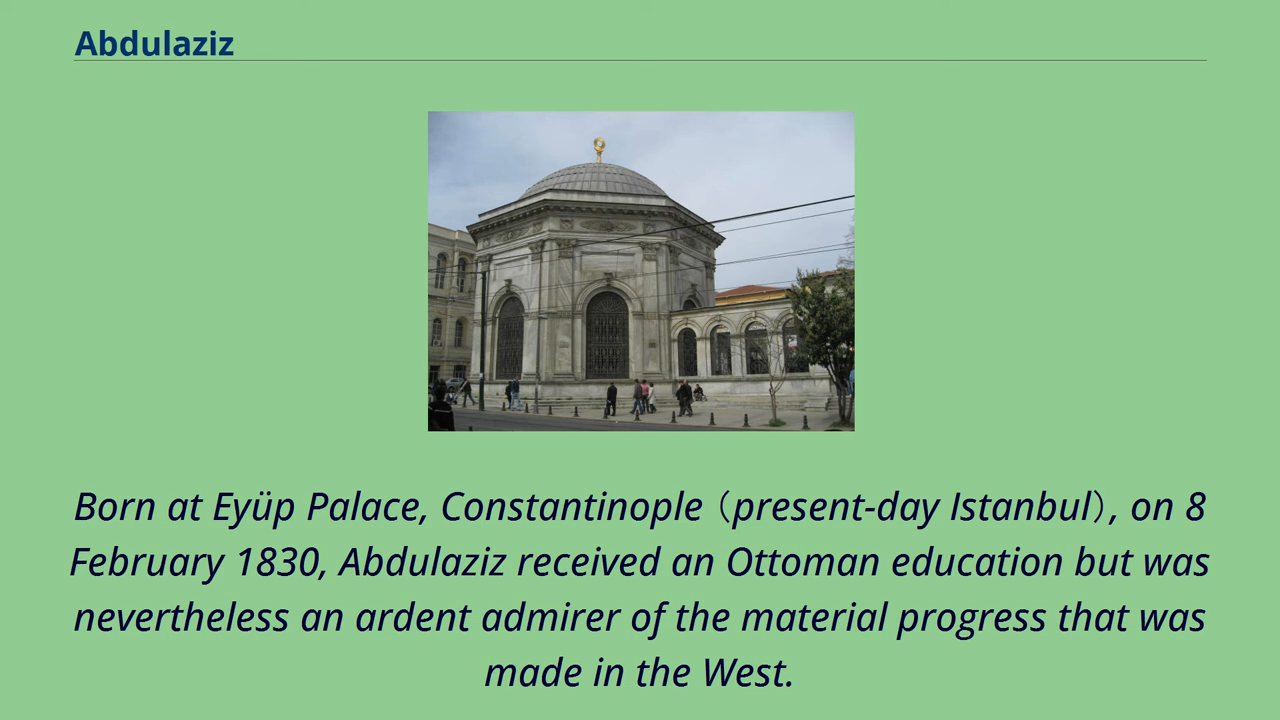 Abdulaziz
Born at Eyüp Palace, Constantinople（present-day Istanbul）, on 8
February 1830, Abdulaziz received an Ottoman education but was
nevertheless an ardent admirer of the material progress that was
made in the West.